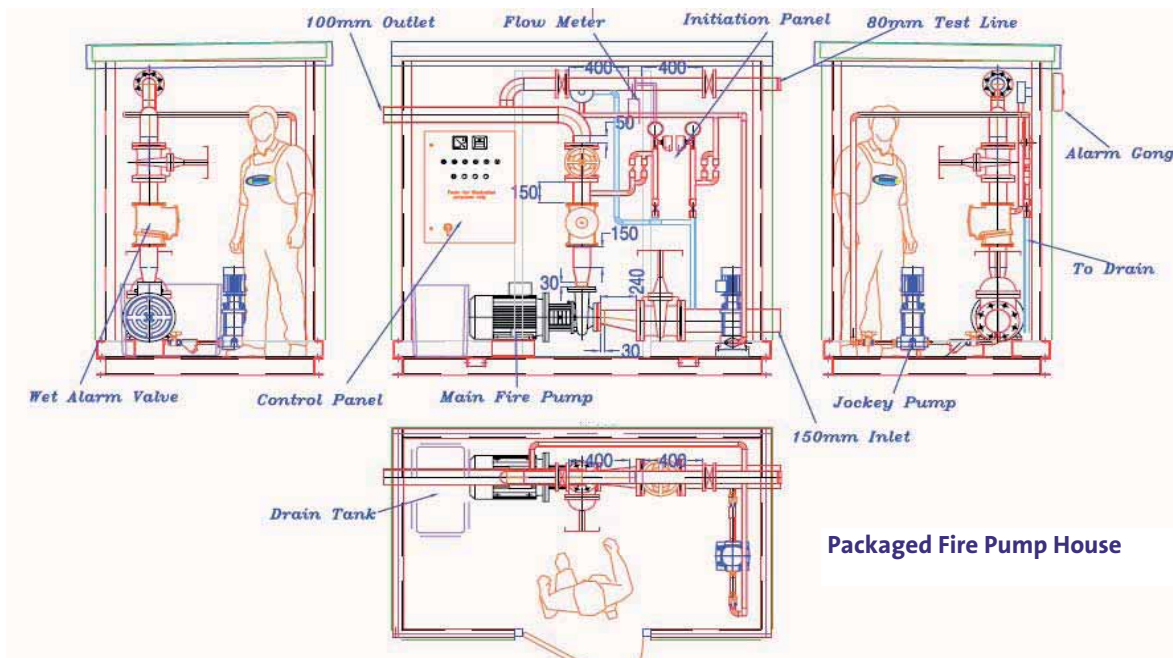 100mm Outlet
Flow Meter
Initiation Panel
80mm Test Line
400
400
50
150
150
30
240
30
Alarm Gong
To Drain
Wet Alarm Valve
Control Panel
Main Fire Pump
Jockey Pump
150mm Inlet
400
400
Drain Tank
Packaged Fire Pump House